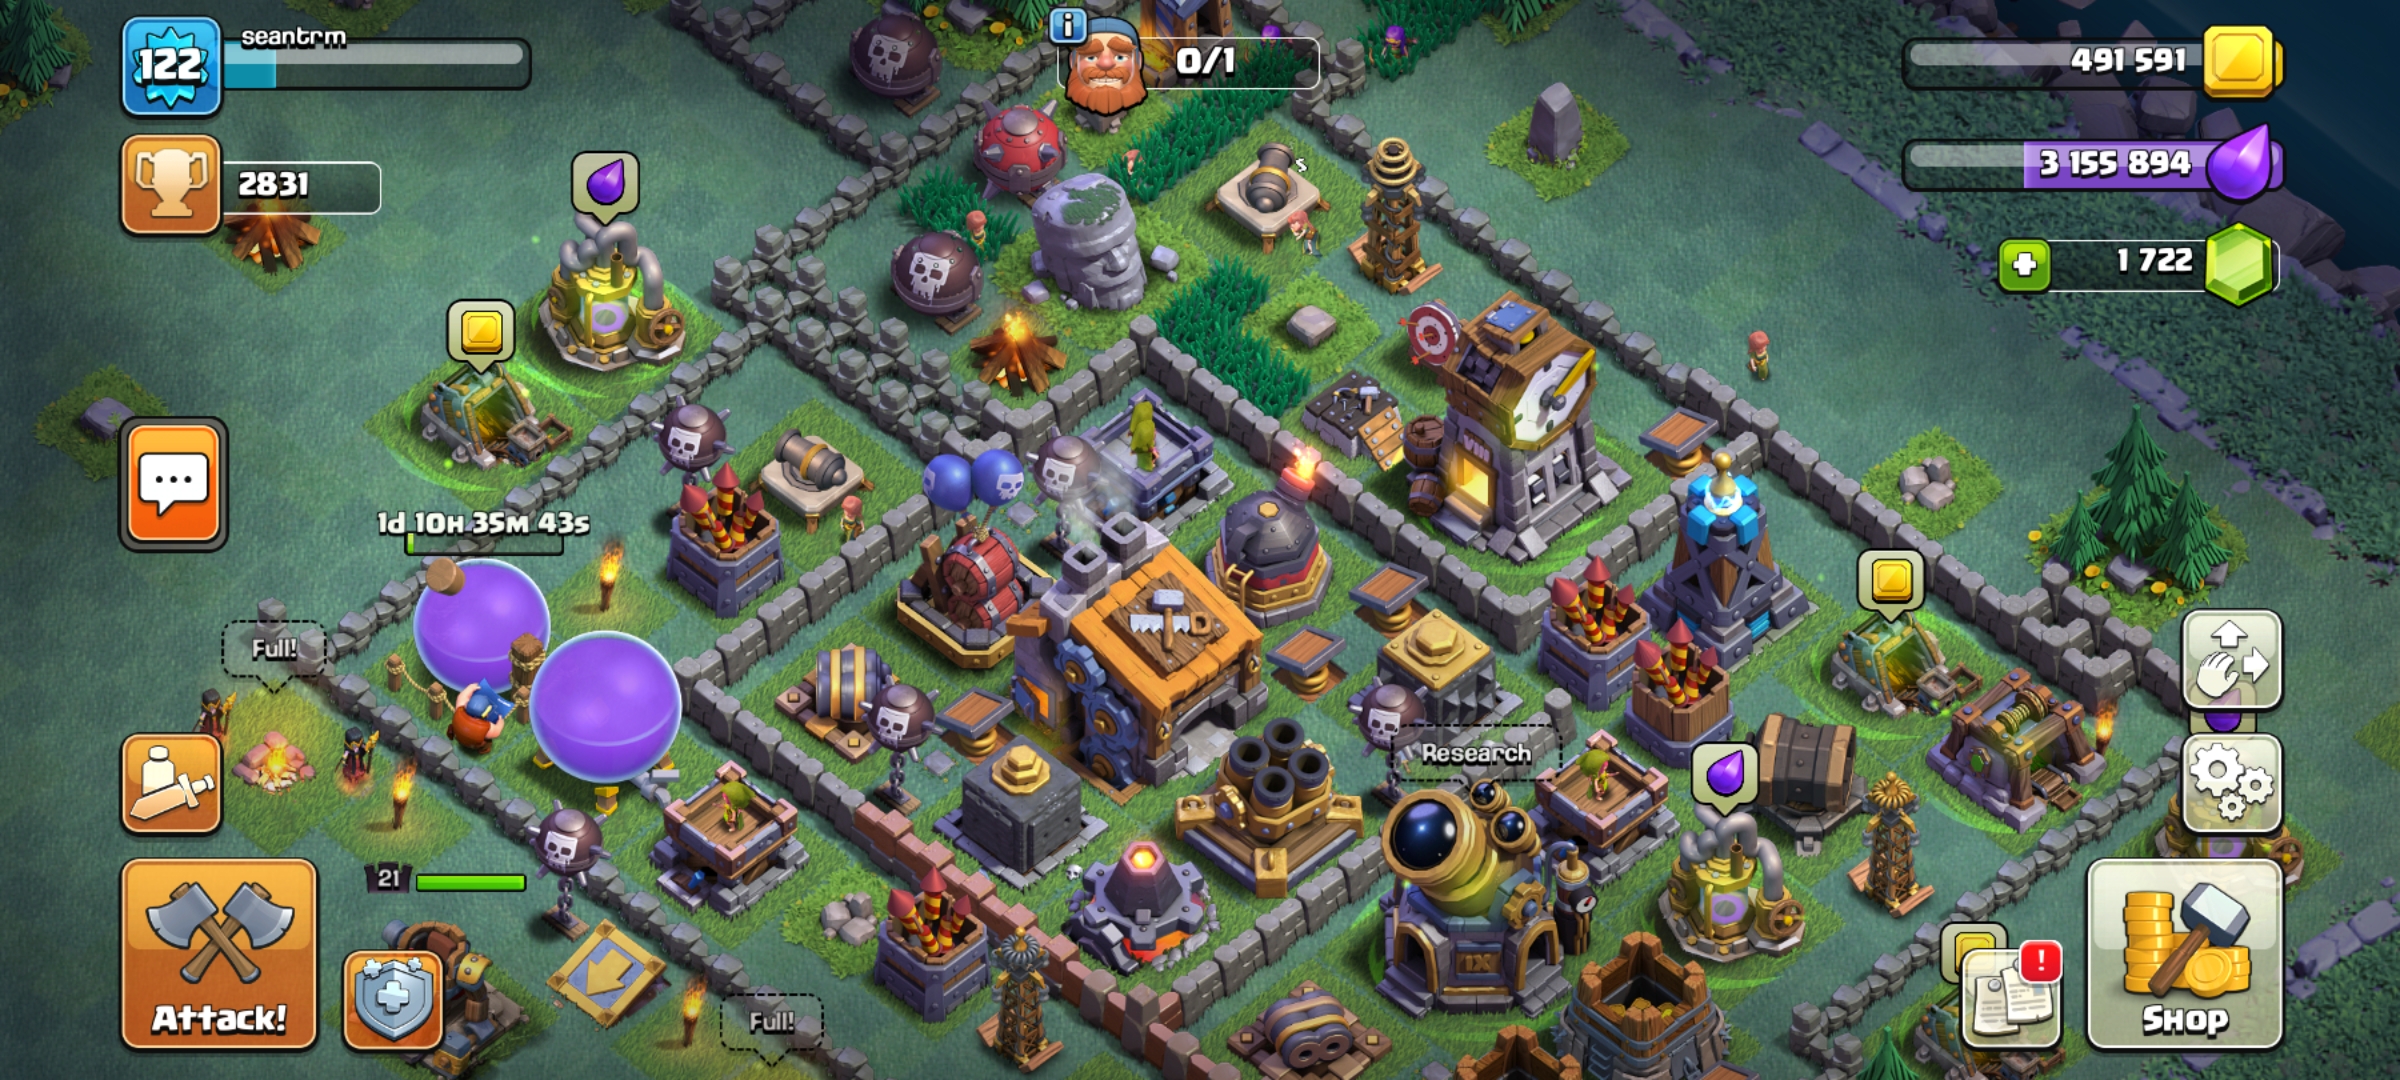 122
seantrm
0/1
491 591
2831
3 155 894
1 722
VIII
1d 10H 35M 43s
Full!
Research
21
IX
Attack!
Full!
!
Shop